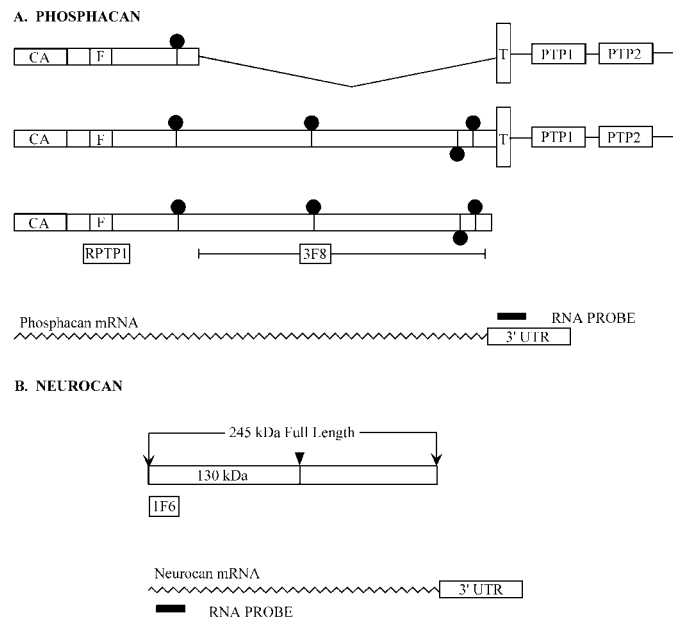 A. PHOSPHACAN
CA F T PTP1 PTP2
CA F T PTP1 PTP2
CA F
RPTP1 3F8
Phosphacan mRNA
RNA PROBE
3' UTR
B. NEUROCAN
245 kDa Full Length
130 kDa
1F6
Neurocan mRNA
3' UTR
RNA PROBE